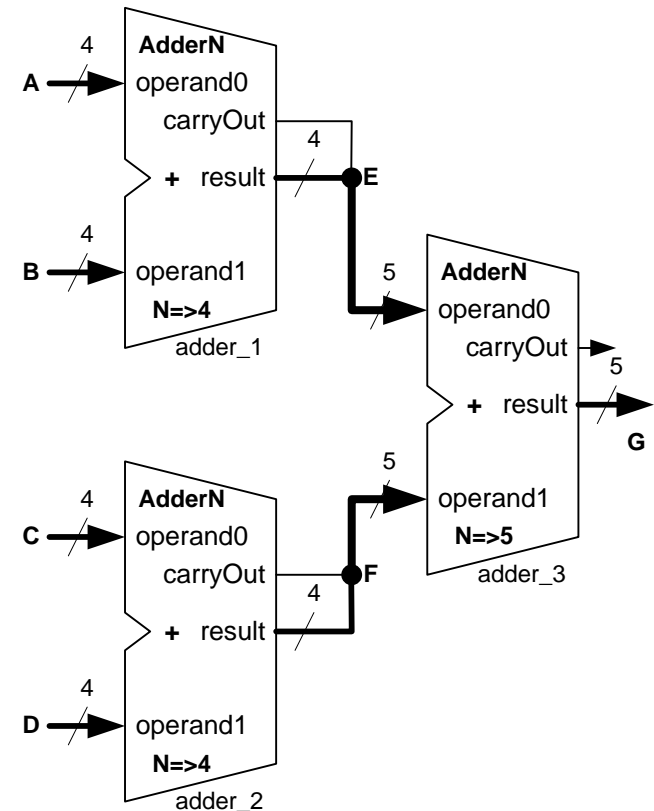 4
AdderN
A
operand0
carryOut
4
+ result
E
4
B
operand1
N=>4
adder_1
5
AdderN
operand0
carryOut
5
+ result
G
5
operand1
N=>5
adder_3
4
AdderN
C
operand0
carryOut
F
4
+ result
4
D
operand1
N=>4
adder_2